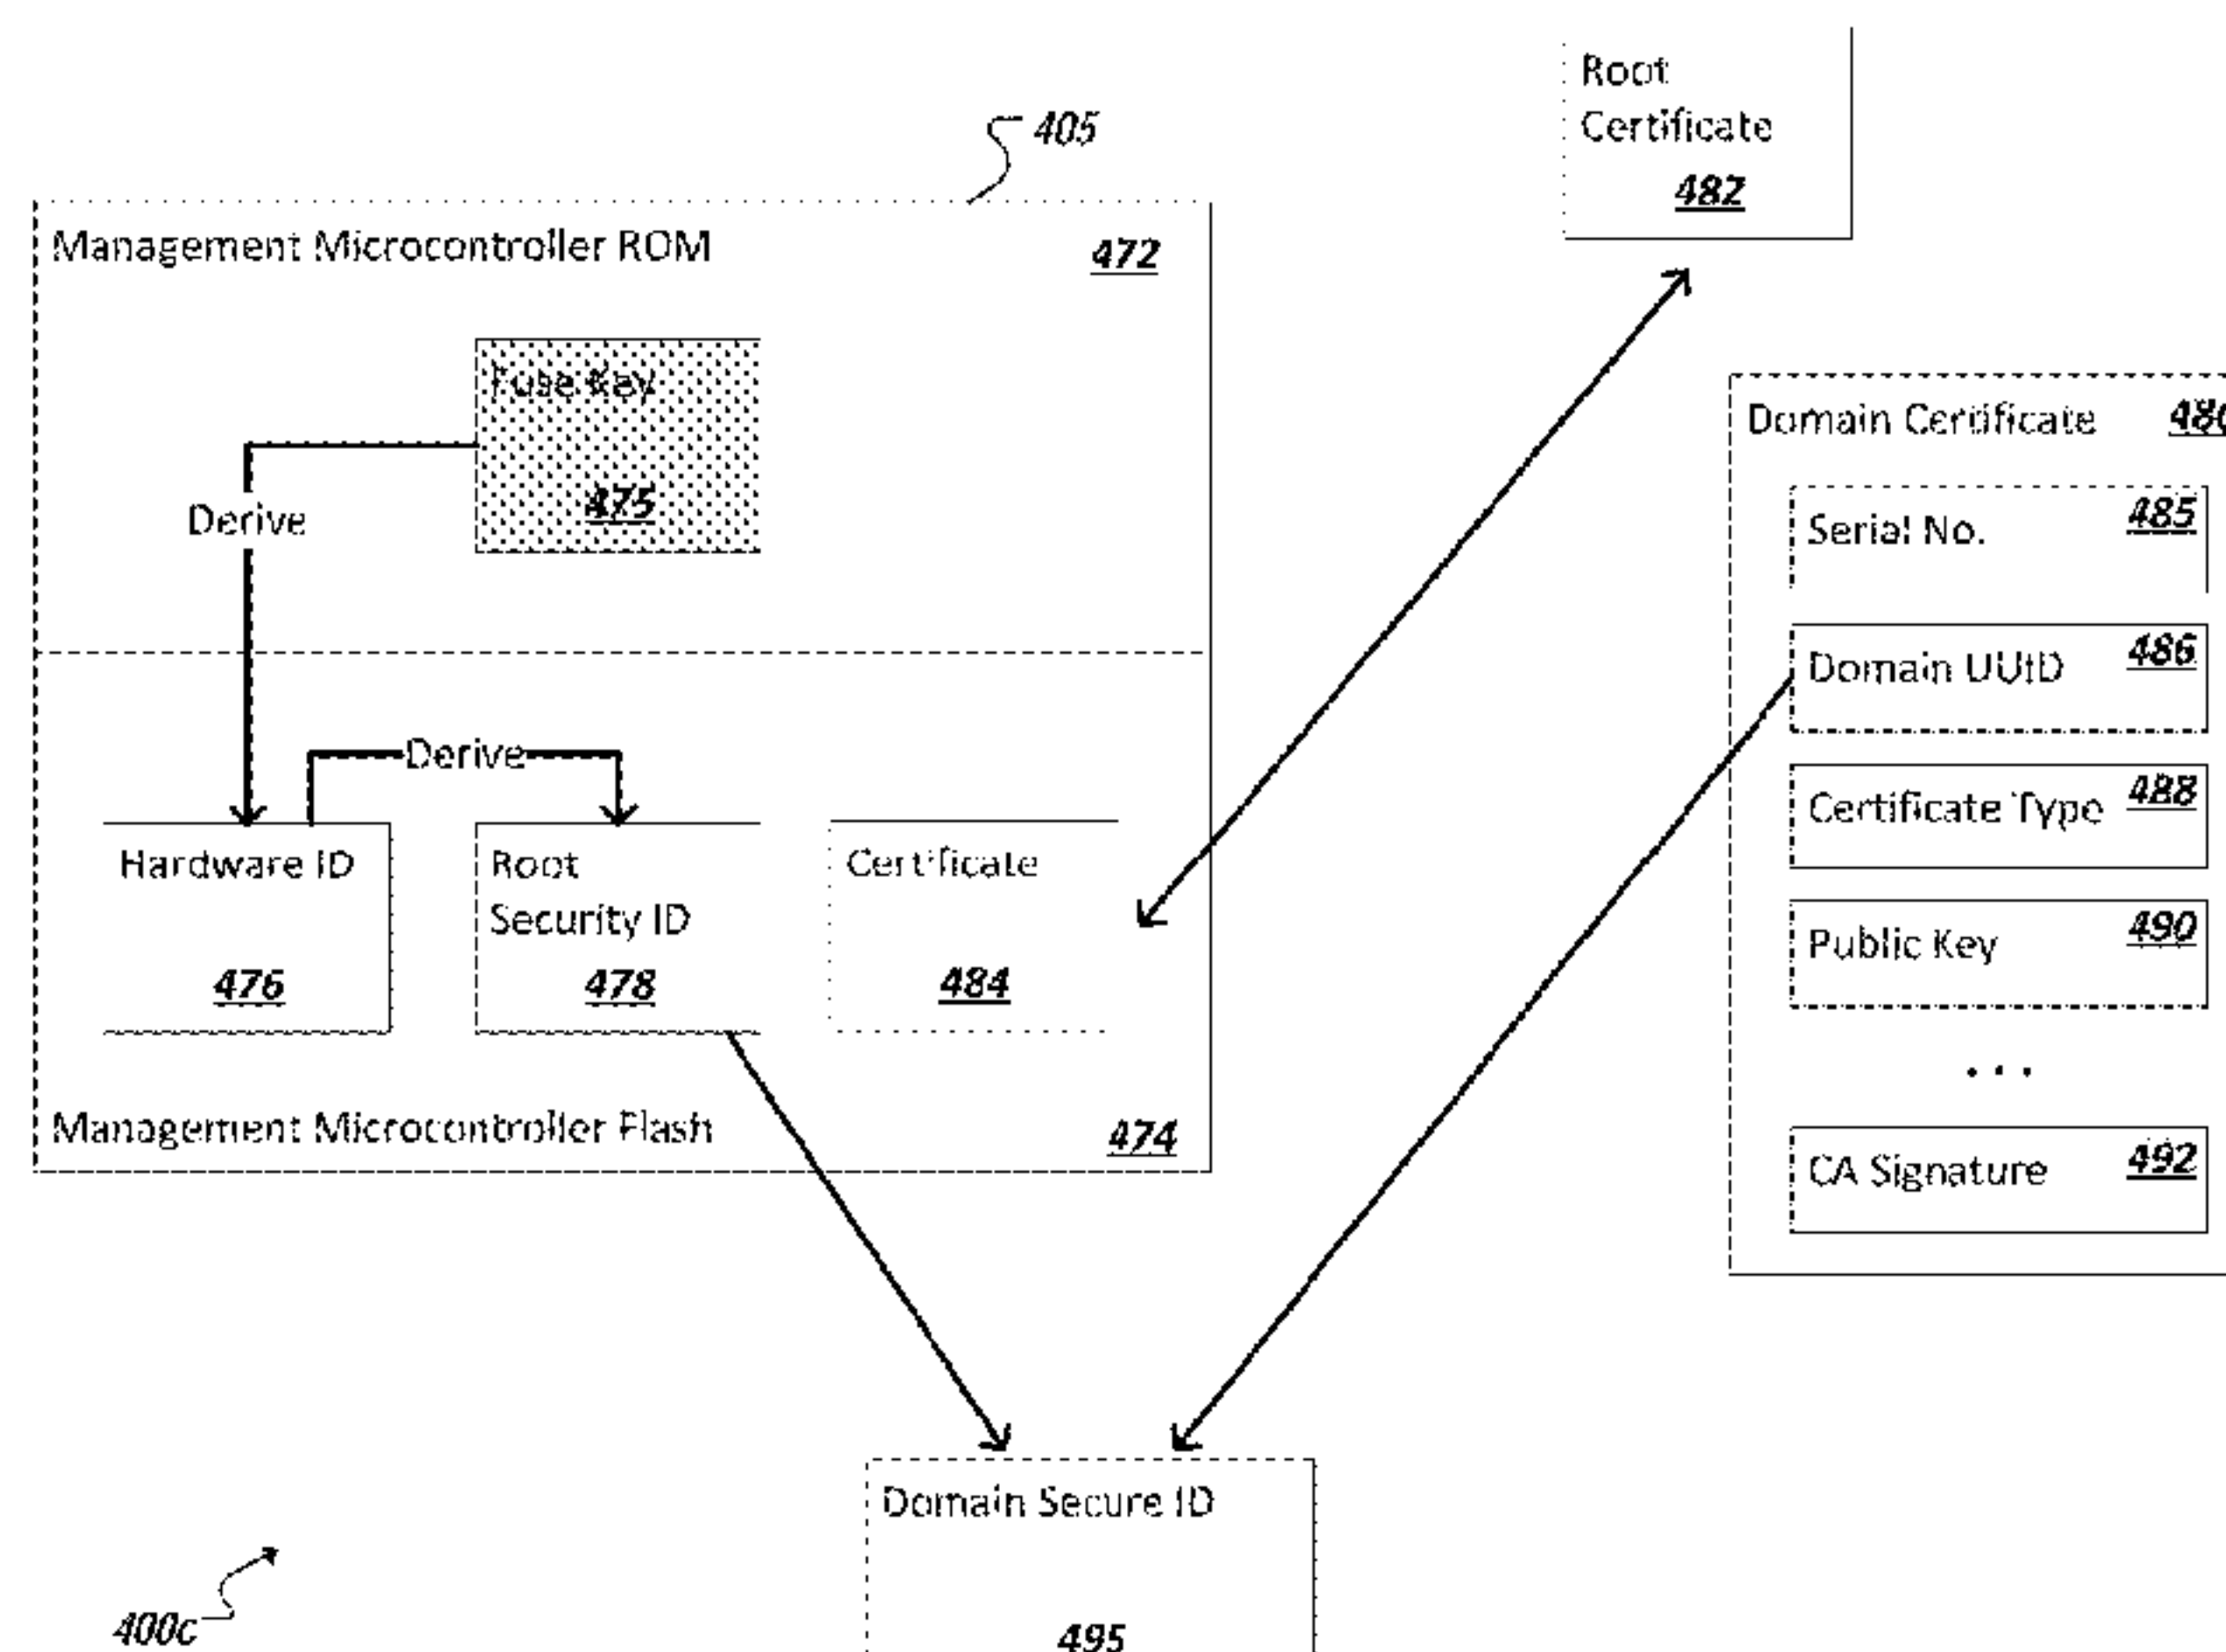 405
Root
Certificate
482
Management Microcontroller ROM
472
Fuse Key
475
Derive
Derive
Hardware ID
476
Root
Security ID
478
Certificate
484
Management Microcontroller Flash
474
Domain Certificate
Serial No.
485
Domain UUID
486
Certificate Type
488
Public Key
490
...
CA Signature
492
Domain Secure ID
495
400c